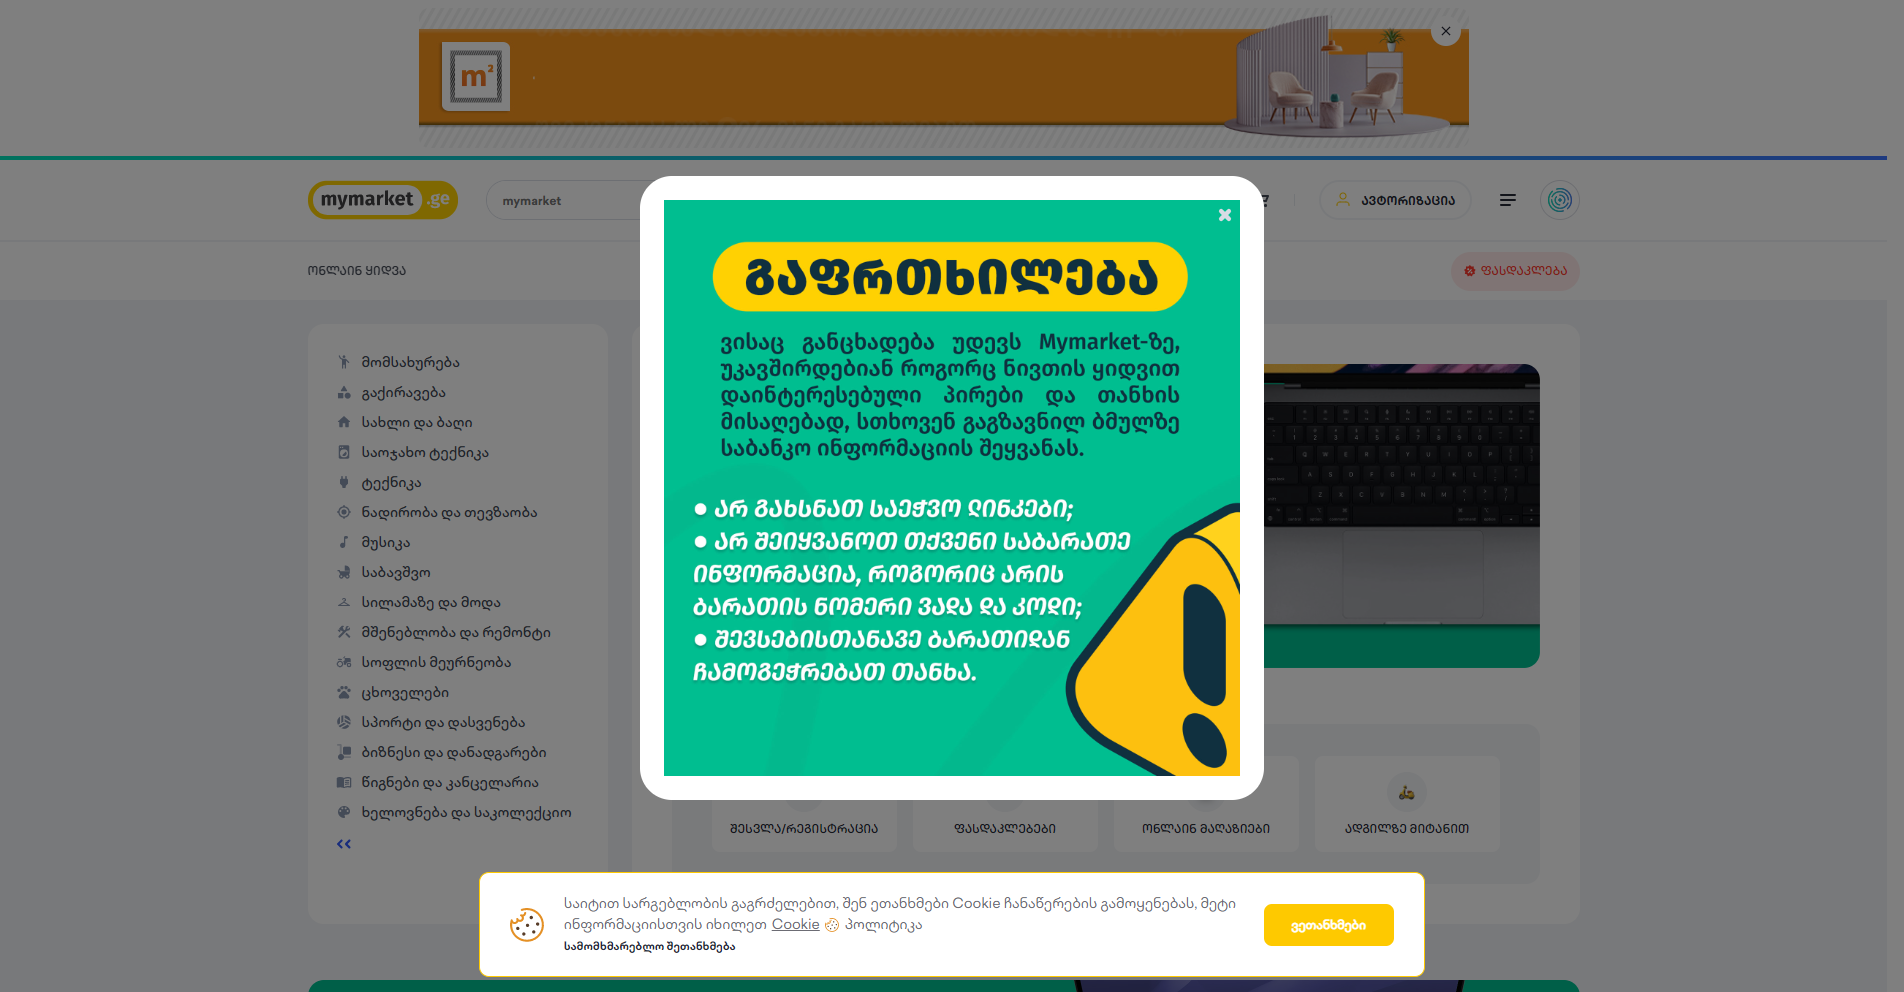 m²
mymarket.ge
mymarket
ავტორიზაცია
ონლაინ ყიდვა
ფასდაკლება
მომსახურება
გაქირავება
სახლი და ბაღი
საოჯახო ტექნიკა
ტექნიკა
ნადირობა და თევზაობა
მუსიკა
საბავშვო
სილამაზე და მოდა
მშენებლობა და რემონტი
სოფლის მეურნეობა
ცხოველები
სპორტი და დასვენება
ბიზნესი და დანადგარები
წიგნები და კანცელარია
ხელოვნება და საკოლექციო
გაფრთხილება
ვისაც განცხადება უდევს Mymarket-ზე,
უკავშირდებიან როგორც ნივთის ყიდვით
დაინტერესებული პირები და თანხის
მისაღებად, სთხოვენ გაგზავნილ ბმულზე
საბანკო ინფორმაციის შეყვანას.
● არ გახსნათ საეჭვო ლინკები;
● არ შეიყვანოთ თქვენი საბარათე
ინფორმაცია, როგორიც არის
ბარათის ნომერი ვადა და კოდი;
● შევსებისთანავე ბარათიდან
ჩამოგეჭრებათ თანხა.
შესვლა/რეგისტრაცია
ფასდაკლებები
ონლაინ მაღაზიები
ადგილზე მიტანით
საიტით სარგებლობის გაგრძელებით, შენ ეთანხმები Cookie ჩანაწერების გამოყენებას, მეტი
ინფორმაციისთვის იხილეთ Cookie პოლიტიკა
სამომხმარებლო შეთანხმება
ვეთანხმები